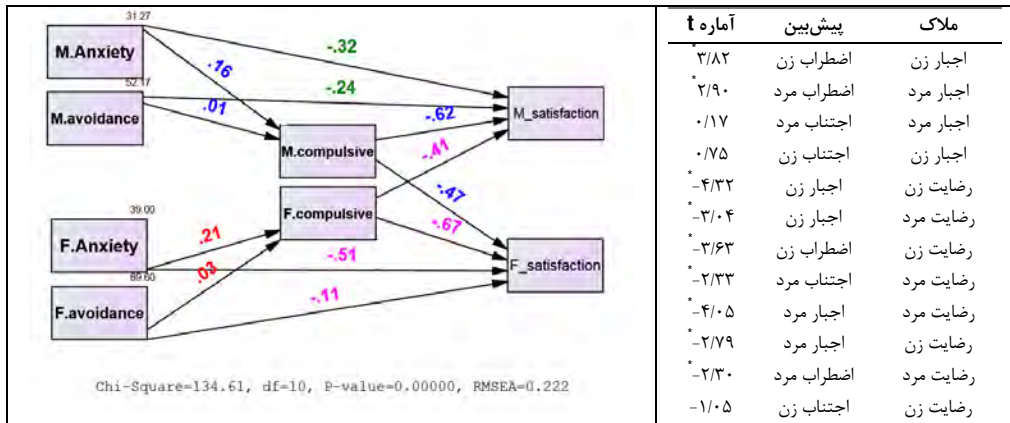 31.27
M.Anxiety
-.32
.16
52.17
-.24
M.avoidance
.01
-.62
M_satisfaction
M.compulsive
-.41
39.00
F.compulsive
-.47
F.Anxiety
.21
-.67
-.51
F_satisfaction
.03
69.60
F.avoidance
-.11
Chi-Square=134.61, df=10, P-value=0.00000, RMSEA=0.222
ملاک پیش‌بین آماره t
اجبار زن اضطراب زن ۳/۸۲*
اجبار مرد اضطراب مرد ۲/۹۰*
اجبار مرد اجتناب مرد ۰/۱۷
اجبار زن اجتناب زن ۰/۷۵
رضایت زن اجبار زن -۴/۳۲*
رضایت مرد اجبار زن -۳/۰۴*
رضایت زن اضطراب زن -۳/۶۳*
رضایت مرد اجتناب مرد -۲/۳۳*
رضایت مرد اجبار مرد -۴/۰۵*
رضایت زن اجبار مرد -۲/۷۹*
رضایت مرد اضطراب مرد -۲/۳۰*
رضایت زن اجتناب زن -۱/۰۵